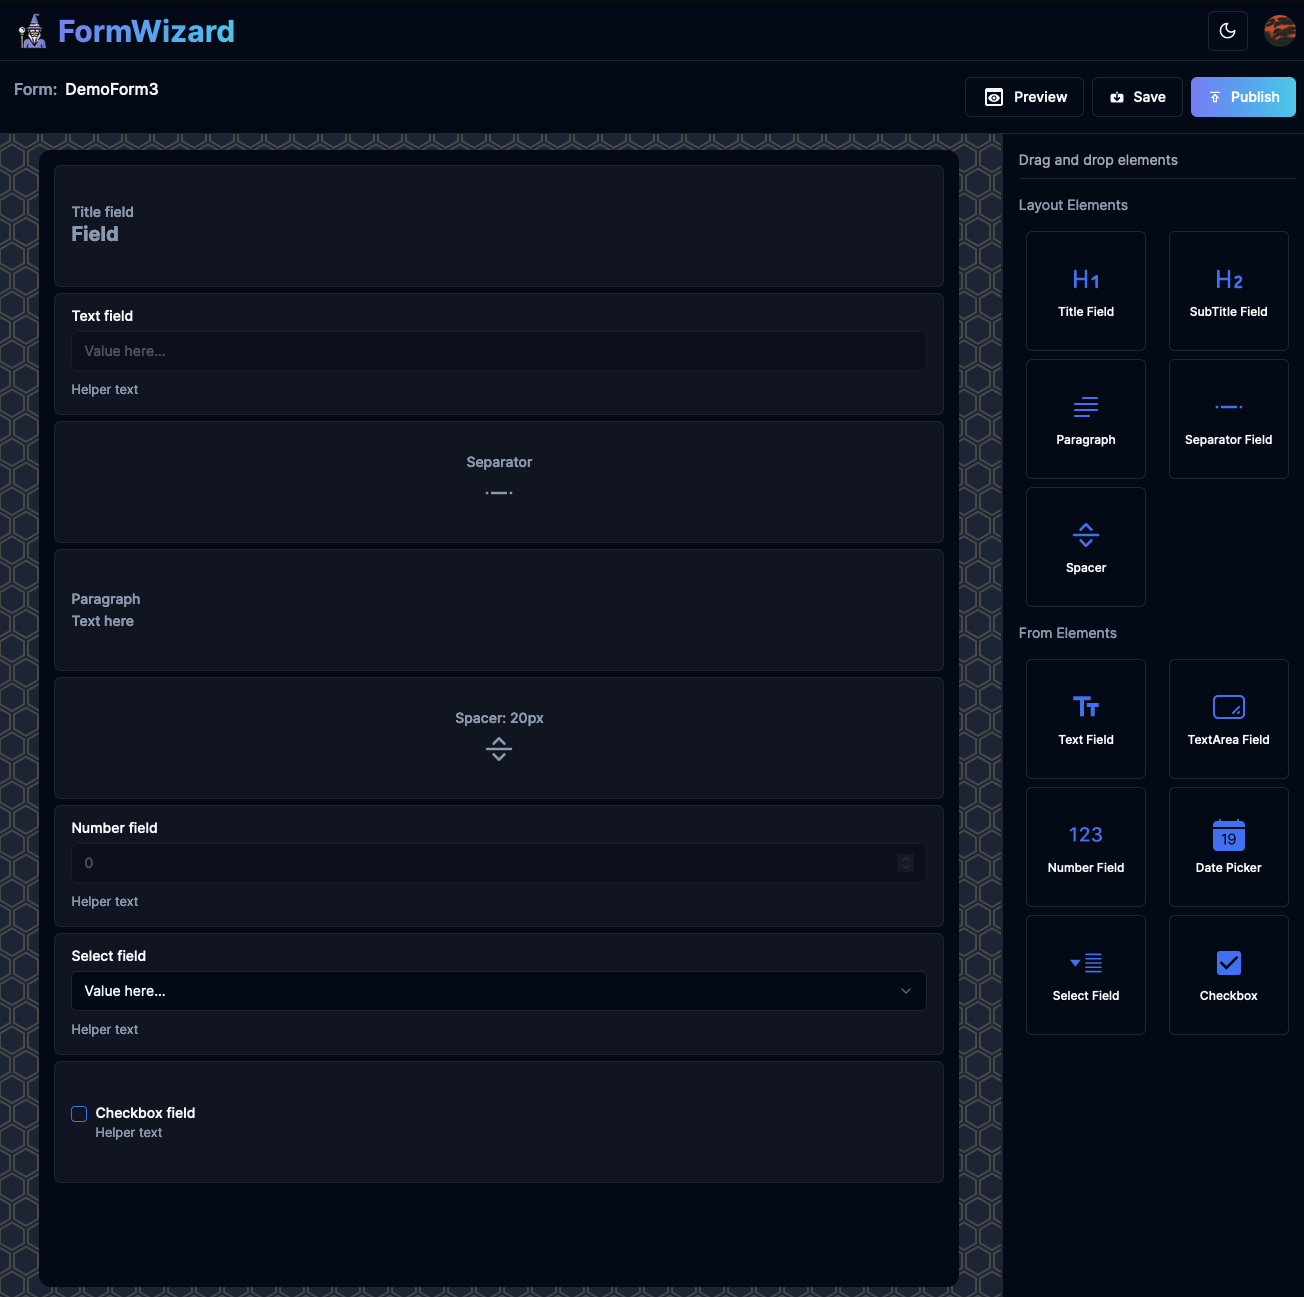 FormWizard
Form: DemoForm3
Preview
Save
Publish
Title field
Field
Text field
Value here...
Helper text
Separator
Paragraph
Text here
Spacer: 20px
Number field
0
Helper text
Select field
Value here...
Helper text
Checkbox field
Helper text
Drag and drop elements
Layout Elements
H1
Title Field
H2
SubTitle Field
Paragraph
Separator Field
Spacer
From Elements
TT
Text Field
TextArea Field
123
Number Field
19
Date Picker
Select Field
Checkbox